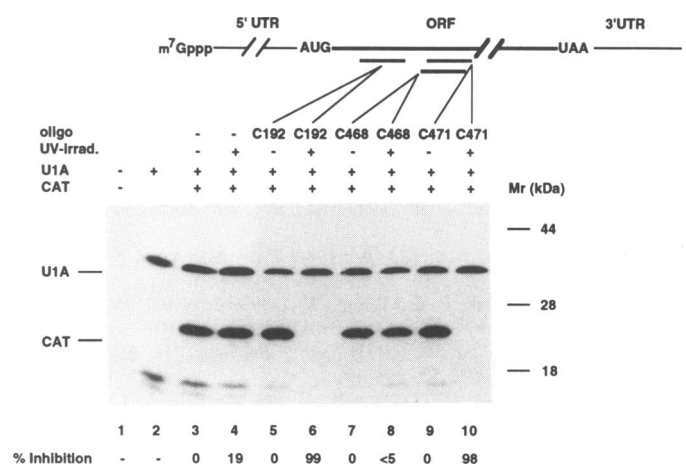 5' UTR ORF 3'UTR
m7Gppp AUG UAA
oligo - - C192 C192 C468 C468 C471 C471
UV-irrad. - + - + - + - +
U1A - + + + + + + + + +
CAT - + + + + + + + + Mr (kDa)
44
U1A
28
CAT
18
1 2 3 4 5 6 7 8 9 10
% Inhibition - - 0 19 0 99 0 <5 0 98